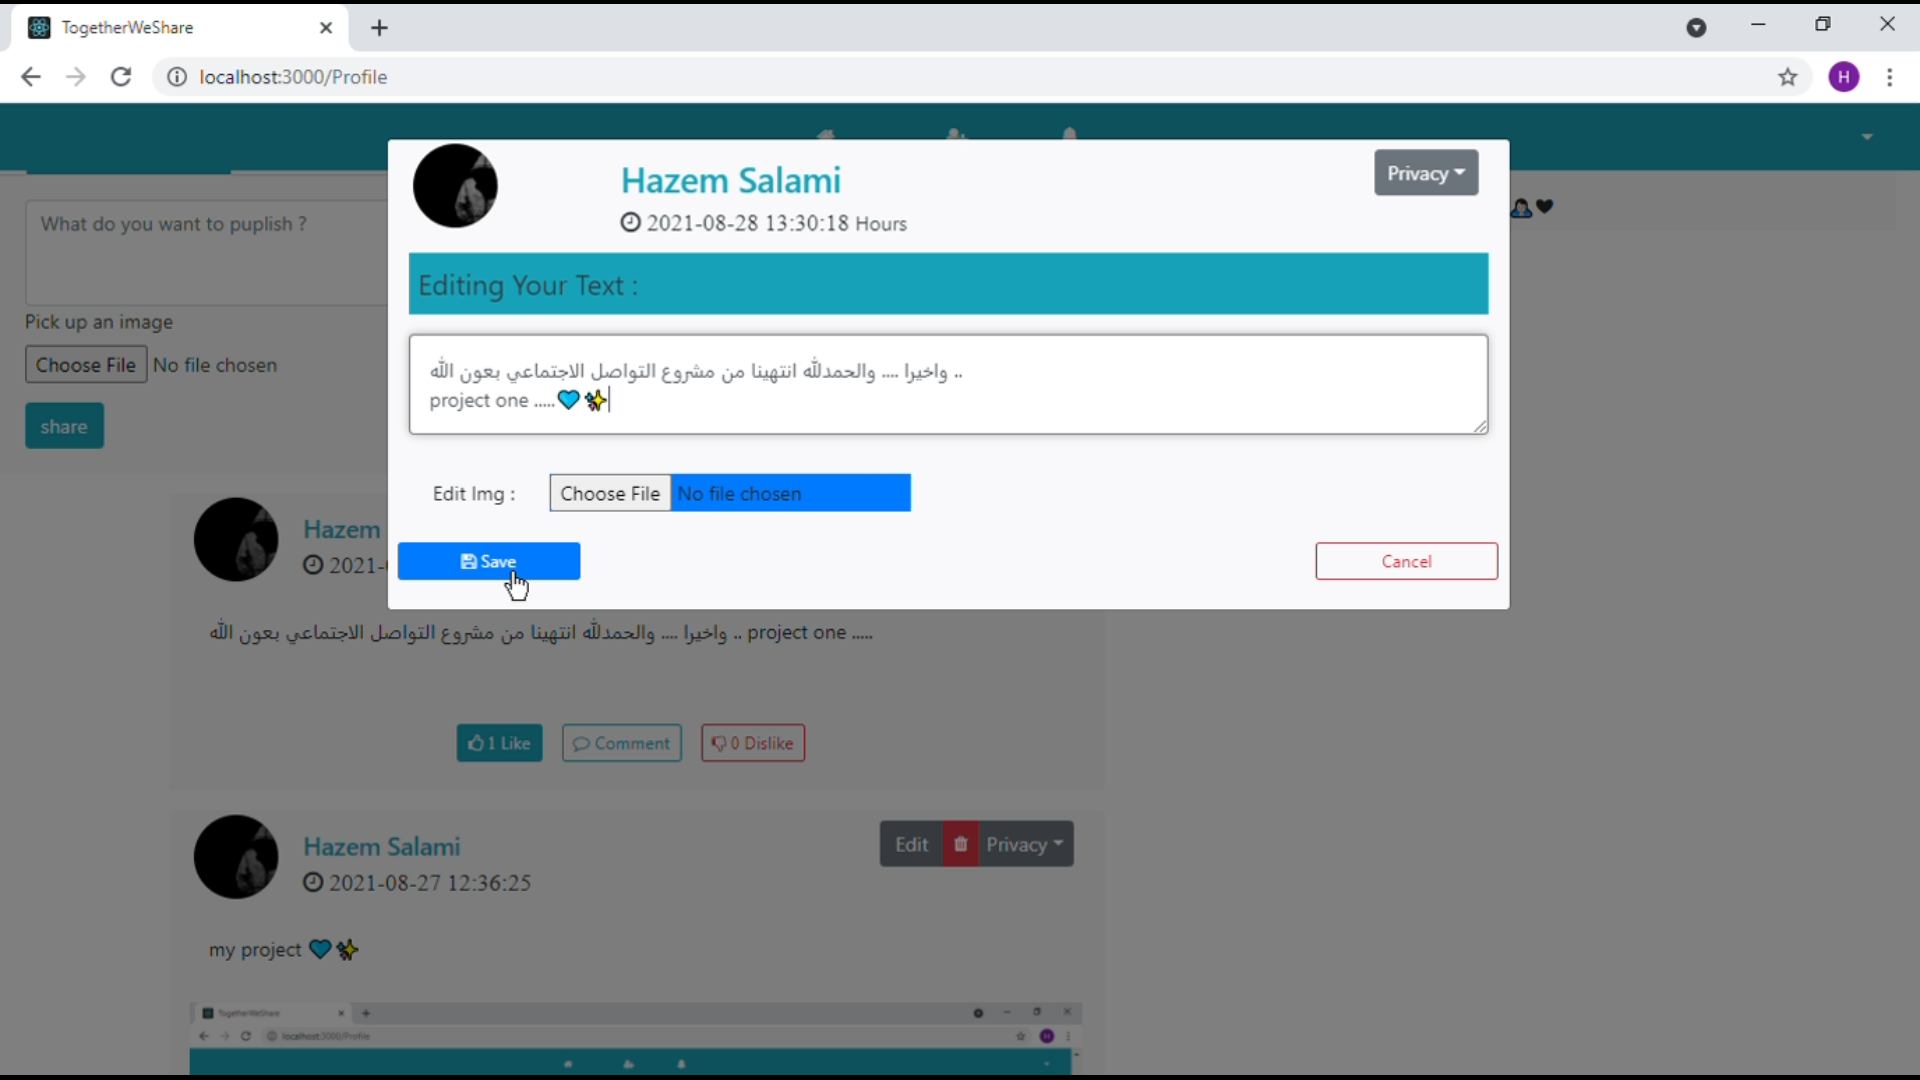 TogetherWeShare
localhost:3000/Profile
H
Hazem Salami
Privacy
2021-08-28 13:30:18 Hours
Editing Your Text :
.. واخيرا .... والحمدلله انتهينا من مشروع التواصل الاجتماعي بعون الله
project one .....💙✨
Edit Img :
Choose File No file chosen
Save
Cancel
What do you want to puplish ?
Pick up an image
Choose File No file chosen
share
Hazem
2021-
واخيرا .... والحمدلله انتهينا من مشروع التواصل الاجتماعي بعون الله .. project one .....
1 Like
Comment
0 Dislike
Hazem Salami
2021-08-27 12:36:25
Edit
Privacy
my project 💙✨
TogetherWeShare
localhost:3000/Profile